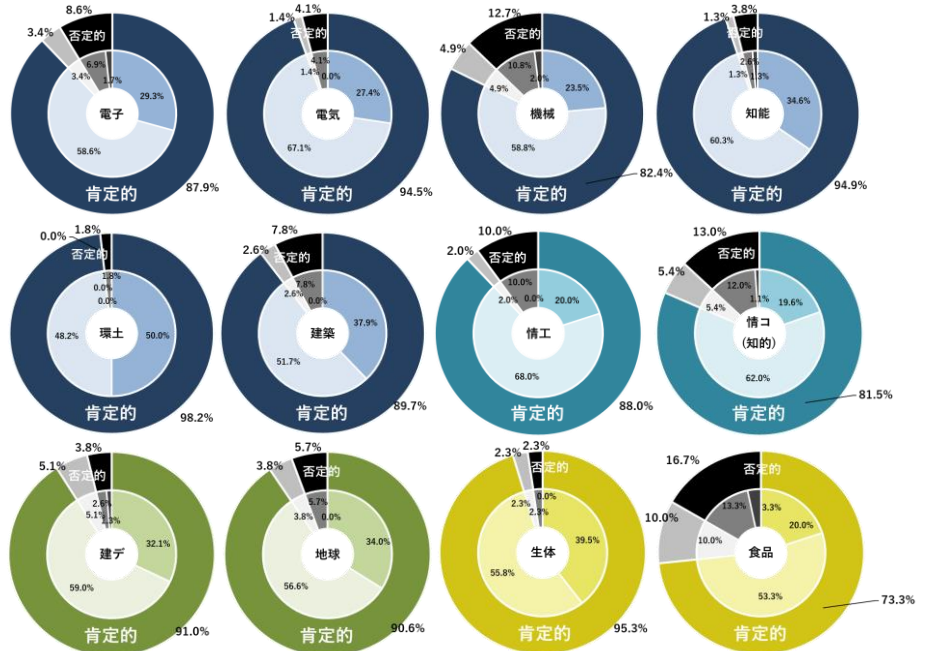 8.6%
3.4%
否定的
6.9%
1.7%
3.4%
29.3%
電子
58.6%
肯定的
87.9%
4.1%
1.4%
否定的
4.1%
1.4%
0.0%
27.4%
電気
67.1%
肯定的
94.5%
12.7%
4.9%
否定的
10.8%
2.0%
4.9%
23.5%
機械
58.8%
肯定的
82.4%
3.8%
1.3%
否定的
2.6%
1.3%
1.3%
34.6%
知能
60.3%
肯定的
94.9%
1.8%
0.0%
否定的
1.8%
0.0%
0.0%
48.2%
環土
50.0%
肯定的
98.2%
7.8%
2.6%
否定的
7.8%
2.6%
0.0%
37.9%
建築
51.7%
肯定的
89.7%
10.0%
2.0%
否定的
10.0%
2.0%
0.0%
20.0%
情工
68.0%
肯定的
88.0%
13.0%
5.4%
否定的
12.0%
1.1%
5.4%
19.6%
情コ
(知的)
62.0%
肯定的
81.5%
3.8%
5.1%
否定的
2.6%
5.1%
1.3%
32.1%
建デ
59.0%
肯定的
91.0%
5.7%
3.8%
否定的
5.7%
3.8%
0.0%
34.0%
地球
56.6%
肯定的
90.6%
2.3%
2.3%
否定的
0.0%
2.3%
2.3%
39.5%
生体
55.8%
肯定的
95.3%
16.7%
否定的
10.0%
13.3%
3.3%
10.0%
20.0%
食品
53.3%
肯定的
73.3%